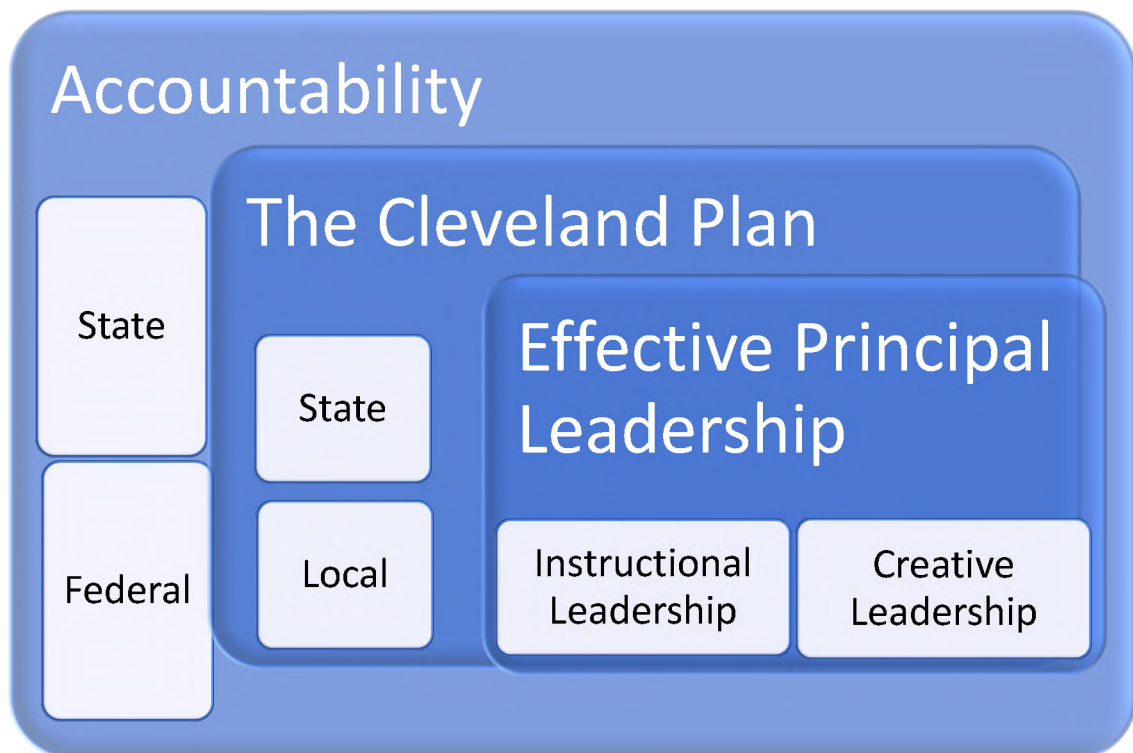 Accountability
The Cleveland Plan
State
Federal
State
Local
Effective Principal
Leadership
Instructional
Leadership
Creative
Leadership